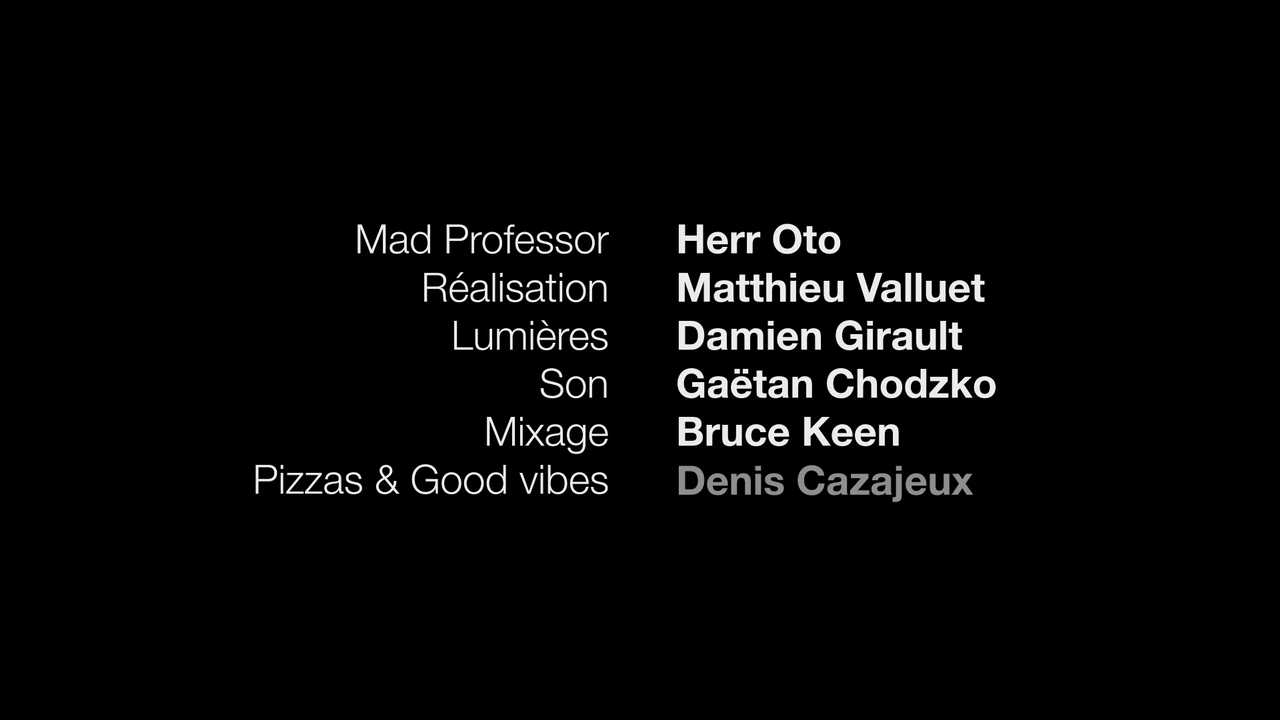 Mad Professor Herr Oto
Réalisation Matthieu Valluet
Lumières Damien Girault
Son Gaëtan Chodzko
Mixage Bruce Keen
Pizzas & Good vibes Denis Cazajeux